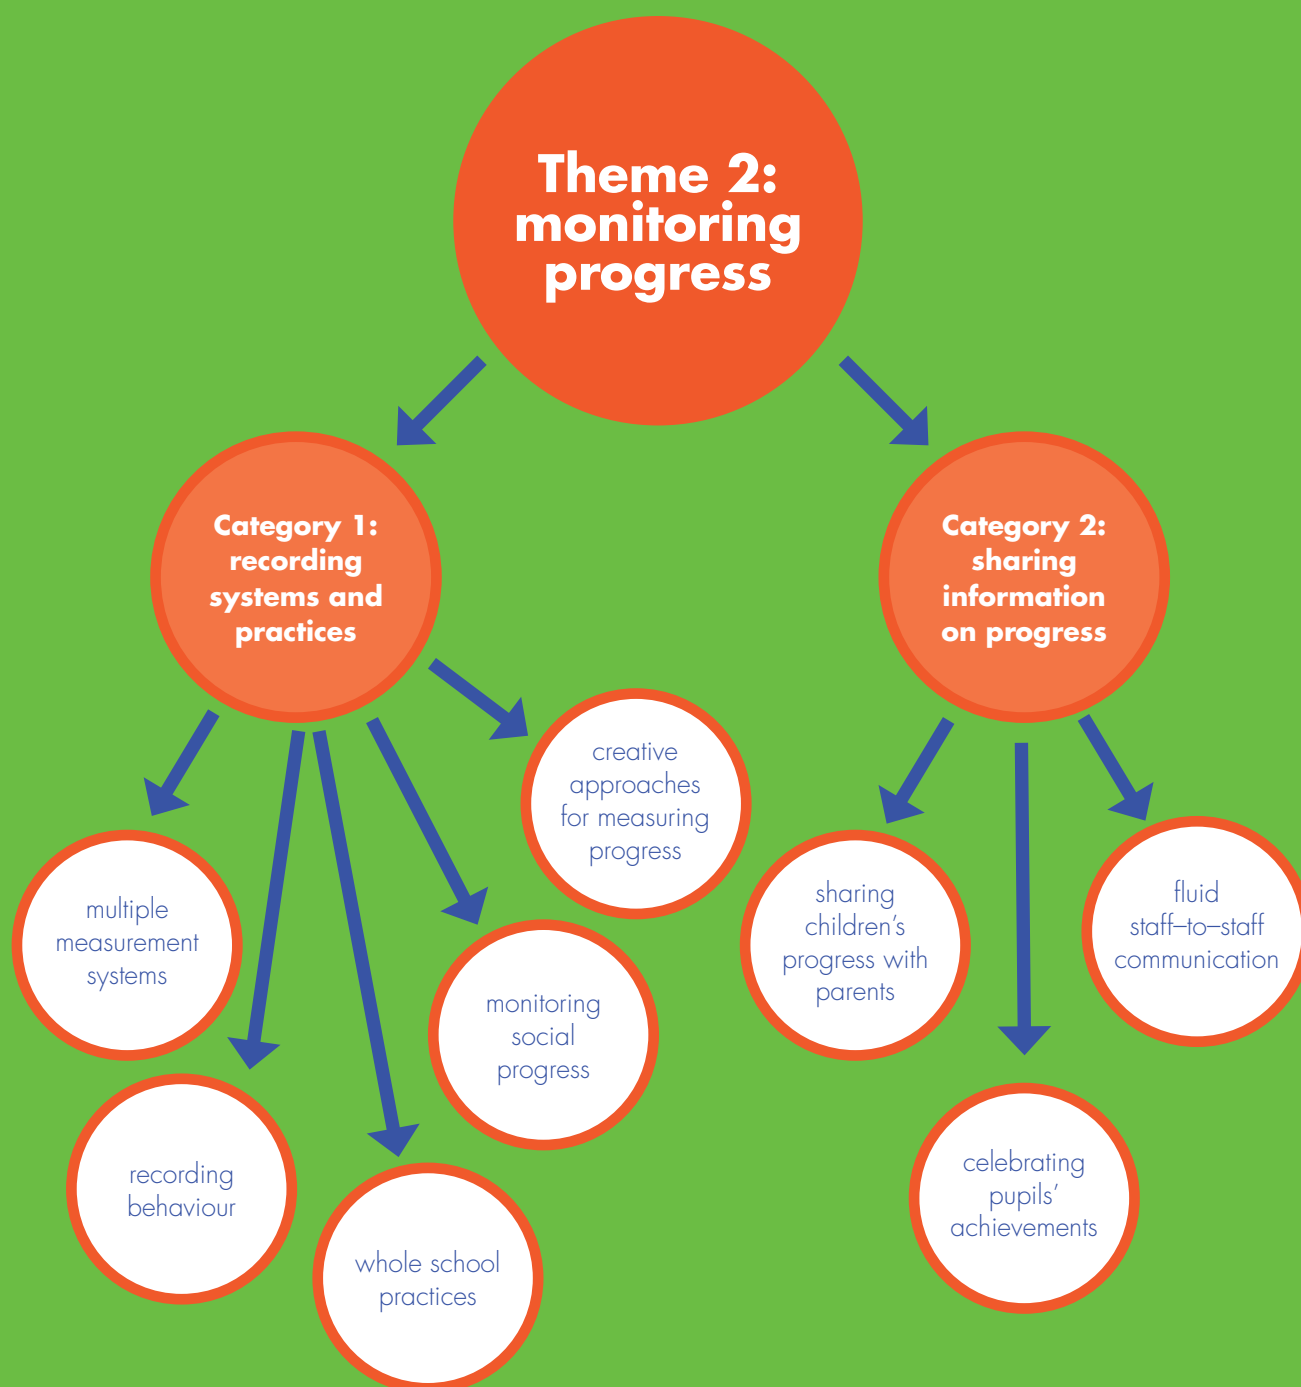 Theme 2:
monitoring
progress
Category 1:
recording
systems and
practices
Category 2:
sharing
information
on progress
creative
approaches
for measuring
progress
multiple
measurement
systems
sharing
children’s
progress with
parents
fluid
staff–to–staff
communication
monitoring
social
progress
recording
behaviour
celebrating
pupils’
achievements
whole school
practices